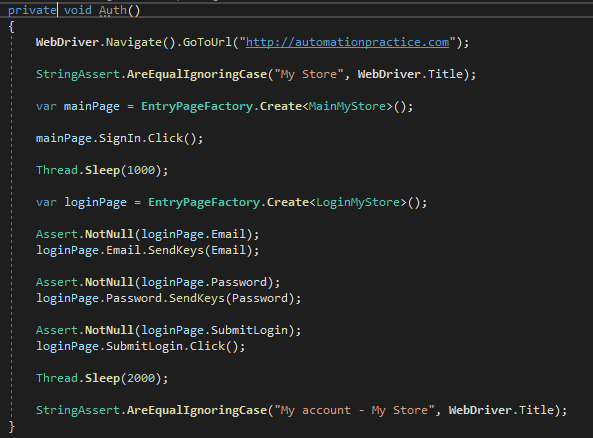 private void Auth()
{
WebDriver.Navigate().GoToUrl("http://automationpractice.com");
StringAssert.AreEqualIgnoringCase("My Store", WebDriver.Title);
var mainPage = EntryPageFactory.Create<MainMyStore>();
mainPage.SignIn.Click();
Thread.Sleep(1000);
var loginPage = EntryPageFactory.Create<LoginMyStore>();
Assert.NotNull(loginPage.Email);
loginPage.Email.SendKeys(Email);
Assert.NotNull(loginPage.Password);
loginPage.Password.SendKeys(Password);
Assert.NotNull(loginPage.SubmitLogin);
loginPage.SubmitLogin.Click();
Thread.Sleep(2000);
StringAssert.AreEqualIgnoringCase("My account - My Store", WebDriver.Title);
}